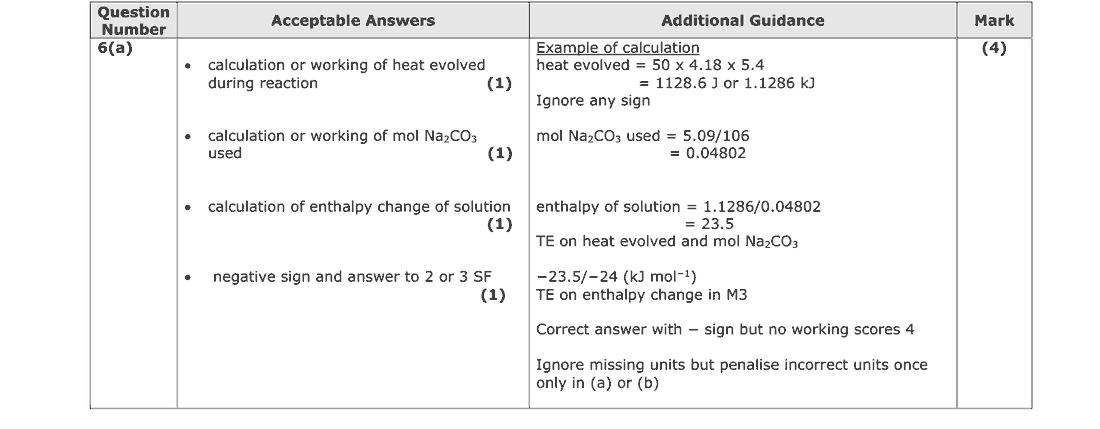 Question Number
Acceptable Answers
Additional Guidance
Mark
6(a)
• calculation or working of heat evolved
during reaction (1)
• calculation or working of mol Na₂CO₃
used (1)
• calculation of enthalpy change of solution
(1)
• negative sign and answer to 2 or 3 SF
(1)
Example of calculation
heat evolved = 50 x 4.18 x 5.4
= 1128.6 J or 1.1286 kJ
Ignore any sign
mol Na₂CO₃ used = 5.09/106
= 0.04802
enthalpy of solution = 1.1286/0.04802
= 23.5
TE on heat evolved and mol Na₂CO₃
−23.5/−24 (kJ mol⁻¹)
TE on enthalpy change in M3
Correct answer with − sign but no working scores 4
Ignore missing units but penalise incorrect units once
only in (a) or (b)
(4)